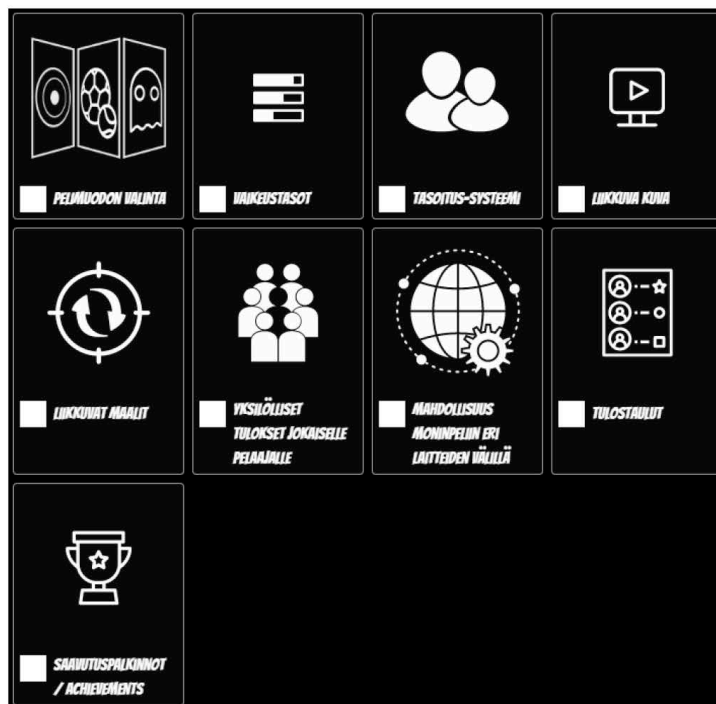 PELIMUODON VALINTA
VAIKEUSTASOT
TASOITUS-SYSTEEMI
LIIKKUVA KUVA
LIIKKUVAT MAALIT
YKSILÖLLISET
TULOKSET JOKAISELLE
PELAAJALLE
MAHDOLLISUUS
MONINPELIIN ERI
LAITTEIDEN VÄLILLÄ
TULOSTAULUT
SAAVUTUSPALKINNOT
/ ACHIEVEMENTS